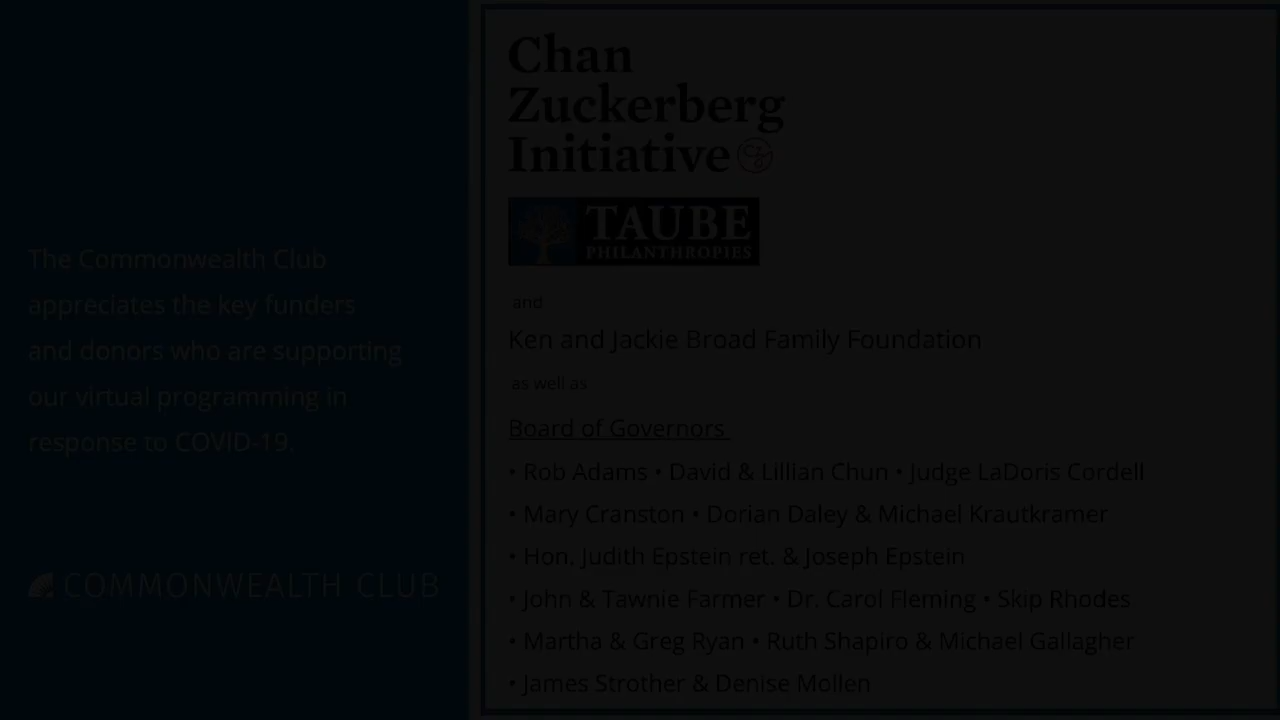 The Commonwealth Club
appreciates the key funders
and donors who are supporting
our virtual programming in
response to COVID-19.
COMMONWEALTH CLUB
Chan
Zuckerberg
Initiative
TAUBE
PHILANTHROPIES
and
Ken and Jackie Broad Family Foundation
as well as
Board of Governors
• Rob Adams • David & Lillian Chun • Judge LaDoris Cordell
• Mary Cranston • Dorian Daley & Michael Krautkramer
• Hon. Judith Epstein ret. & Joseph Epstein
• John & Tawnie Farmer • Dr. Carol Fleming • Skip Rhodes
• Martha & Greg Ryan • Ruth Shapiro & Michael Gallagher
• James Strother & Denise Mollen